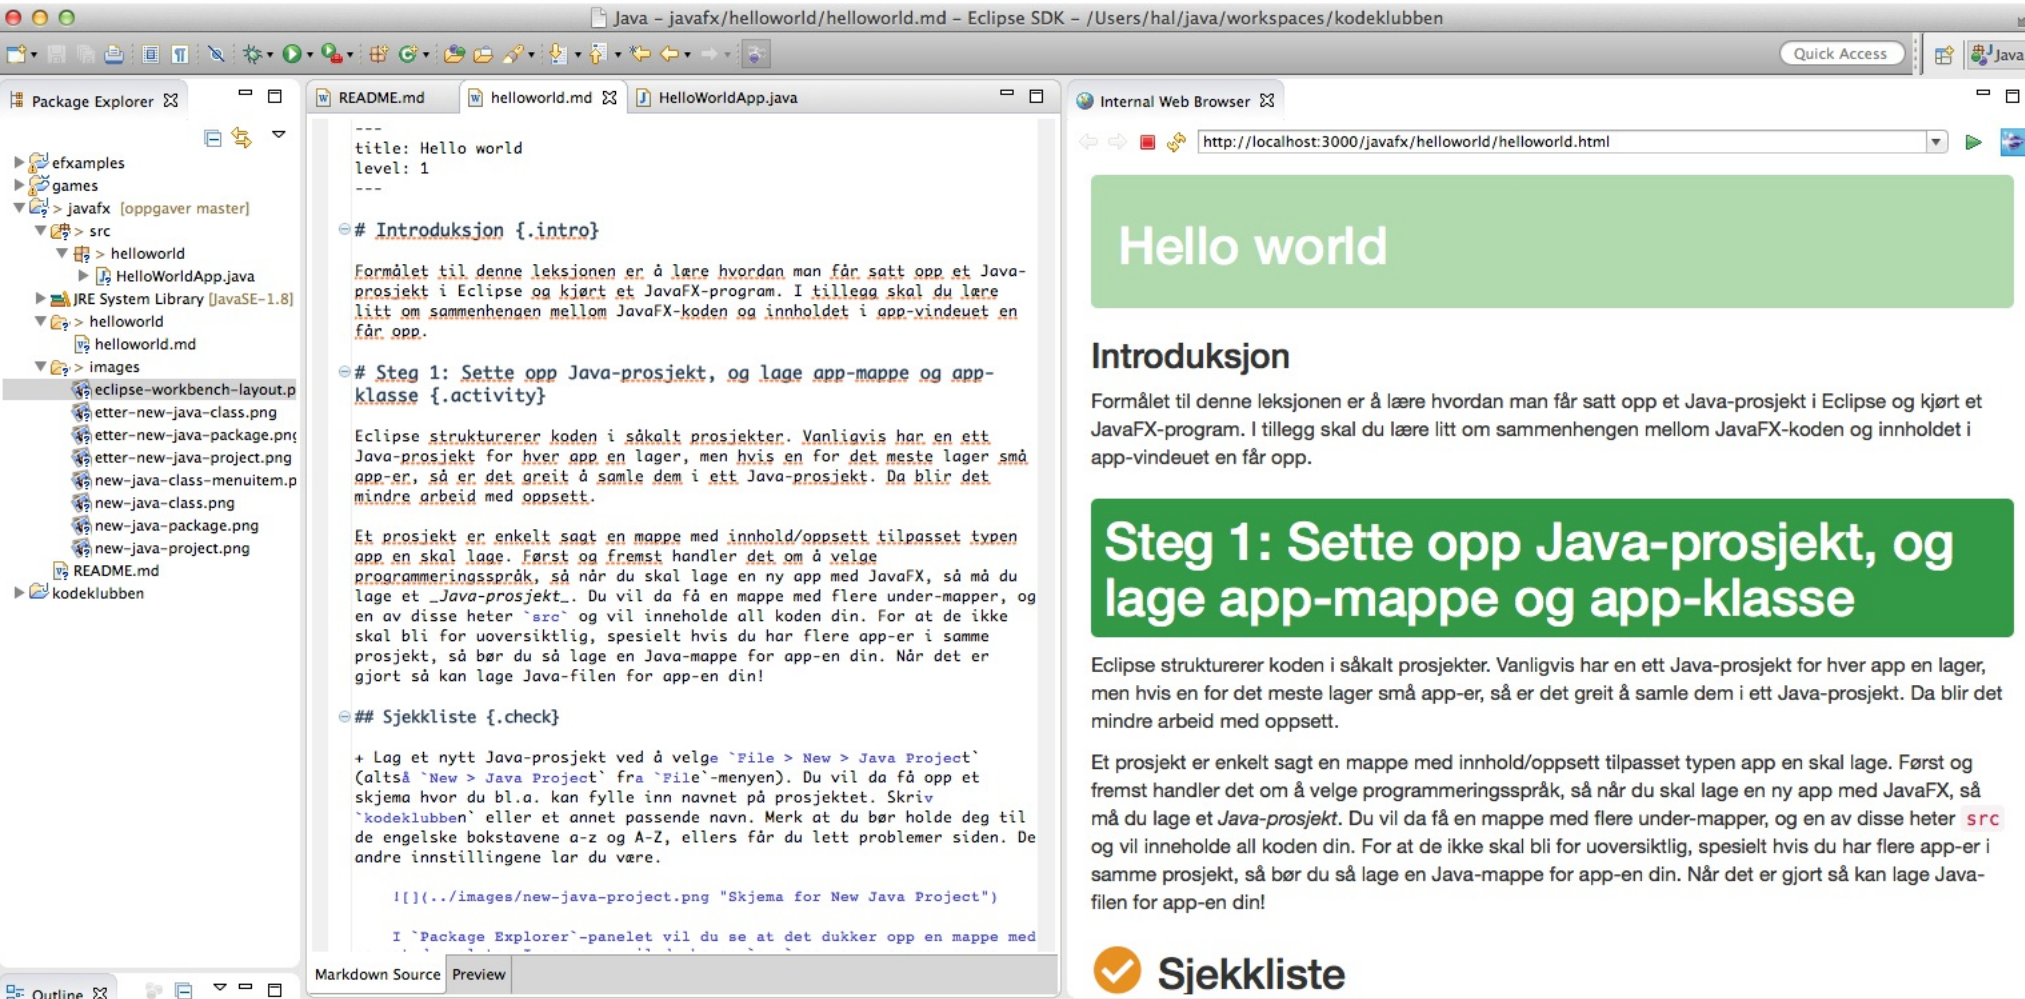 Java – javafx/helloworld/helloworld.md – Eclipse SDK – /Users/hal/java/workspaces/kodeklubben
Quick Access
Java
Package Explorer
efxamples
games
> javafx [oppgaver master]
> src
> helloworld
HelloWorldApp.java
JRE System Library [JavaSE-1.8]
> helloworld
helloworld.md
> images
eclipse-workbench-layout.p
etter-new-java-class.png
etter-new-java-package.png
etter-new-java-project.png
new-java-class-menuitem.p
new-java-class.png
new-java-package.png
new-java-project.png
README.md
kodeklubben
Outline
README.md
helloworld.md
HelloWorldApp.java
---
title: Hello world
level: 1
---
# Introduksjon {.intro}
Formålet til denne leksjonen er å lære hvordan man får satt opp et Java-
prosjekt i Eclipse og kjørt et JavaFX-program. I tillegg skal du lære
litt om sammenhengen mellom JavaFX-koden og innholdet i app-vindeuet en
får opp.
# Steg 1: Sette opp Java-prosjekt, og lage app-mappe og app-
klasse {.activity}
Eclipse strukturerer koden i såkalt prosjekter. Vanligvis har en ett
Java-prosjekt for hver app en lager, men hvis en for det meste lager små
app-er, så er det greit å samle dem i ett Java-prosjekt. Da blir det
mindre arbeid med oppsett.
Et prosjekt er enkelt sagt en mappe med innhold/oppsett tilpasset typen
app en skal lage. Først og fremst handler det om å velge
programmeringsspråk, så når du skal lage en ny app med JavaFX, så må du
lage et _Java-prosjekt_. Du vil da få en mappe med flere under-mapper, og
en av disse heter `src` og vil inneholde all koden din. For at de ikke
skal bli for uoversiktlig, spesielt hvis du har flere app-er i samme
prosjekt, så bør du så lage en Java-mappe for app-en din. Når det er
gjort så kan lage Java-filen for app-en din!
## Sjekkliste {.check}
+ Lag et nytt Java-prosjekt ved å velge `File > New > Java Project`
(altså `New > Java Project` fra `File`-menyen). Du vil da få opp et
skjema hvor du bl.a. kan fylle inn navnet på prosjektet. Skriv
`kodeklubben` eller et annet passende navn. Merk at du bør holde deg til
de engelske bokstavene a-z og A-Z, ellers får du lett problemer siden. De
andre innstillingene lar du være.
![](../images/new-java-project.png "Skjema for New Java Project")
I `Package Explorer`-panelet vil du se at det dukker opp en mappe med
Markdown Source
Preview
Internal Web Browser
http://localhost:3000/javafx/helloworld/helloworld.html
Hello world
Introduksjon
Formålet til denne leksjonen er å lære hvordan man får satt opp et Java-prosjekt i Eclipse og kjørt et
JavaFX-program. I tillegg skal du lære litt om sammenhengen mellom JavaFX-koden og innholdet i
app-vindeuet en får opp.
Steg 1: Sette opp Java-prosjekt, og
lage app-mappe og app-klasse
Eclipse strukturerer koden i såkalt prosjekter. Vanligvis har en ett Java-prosjekt for hver app en lager,
men hvis en for det meste lager små app-er, så er det greit å samle dem i ett Java-prosjekt. Da blir det
mindre arbeid med oppsett.
Et prosjekt er enkelt sagt en mappe med innhold/oppsett tilpasset typen app en skal lage. Først og
fremst handler det om å velge programmeringsspråk, så når du skal lage en ny app med JavaFX, så
må du lage et Java-prosjekt. Du vil da få en mappe med flere under-mapper, og en av disse heter src
og vil inneholde all koden din. For at de ikke skal bli for uoversiktlig, spesielt hvis du har flere app-er i
samme prosjekt, så bør du så lage en Java-mappe for app-en din. Når det er gjort så kan lage Java-
filen for app-en din!
Sjekkliste